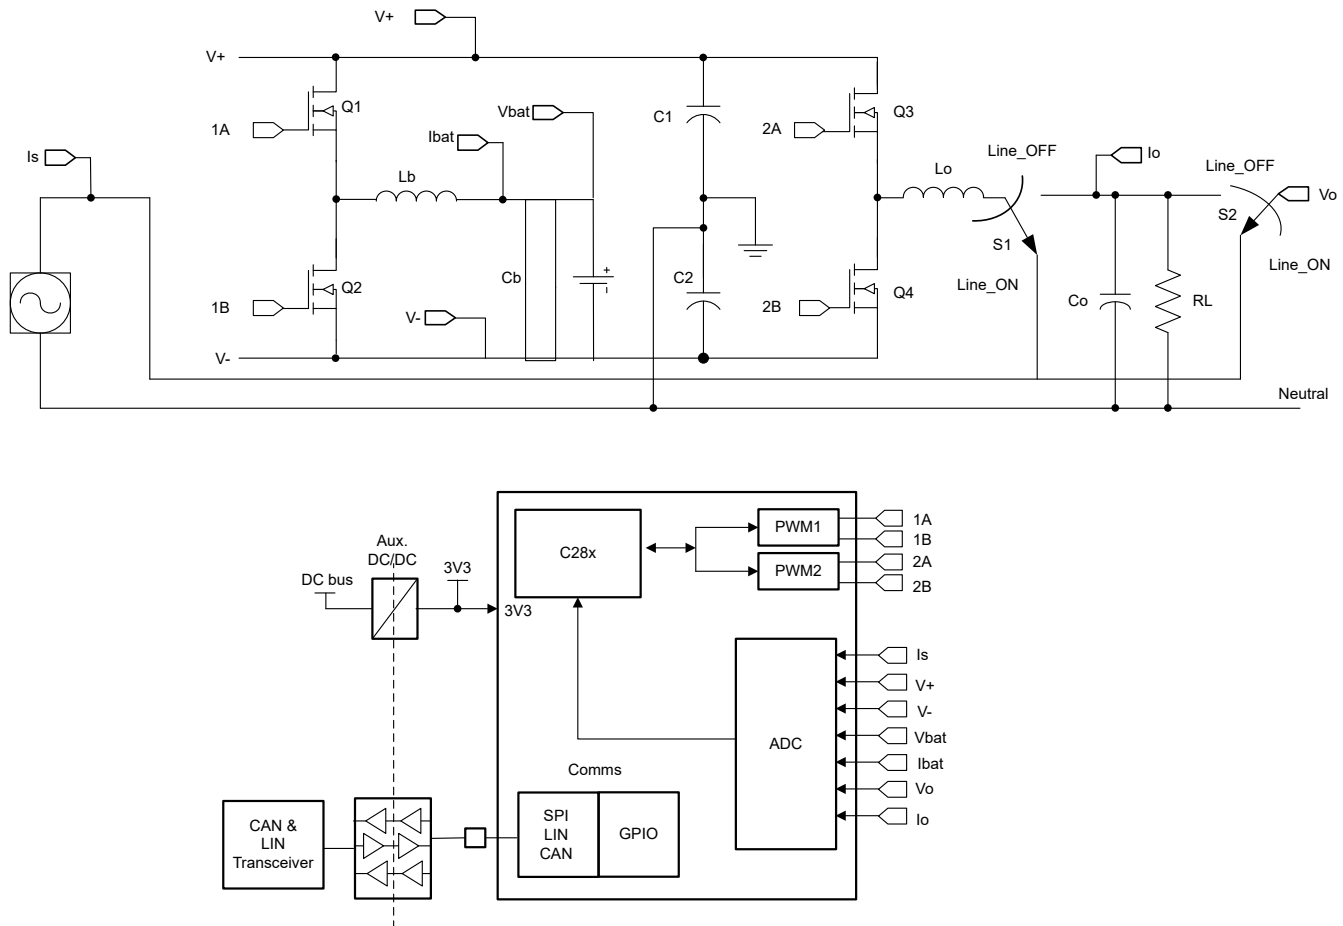 V+
V+
Q1
1A
Vbat
Ibat
C1
2A
Q3
Is
Line_OFF
Io
Line_OFF
Lb
Lo
Vo
S2
S1
Line_ON
Cb
+
-
C2
Q2
1B
V-
2B
Q4
Line_ON
Co
RL
V-
Neutral
Aux.
DC/DC
DC bus
3V3
3V3
C28x
PWM1
1A
1B
PWM2
2A
2B
ADC
Is
V+
V-
Vbat
Ibat
Vo
Io
Comms
SPI
LIN
CAN
GPIO
CAN &
LIN
Transceiver